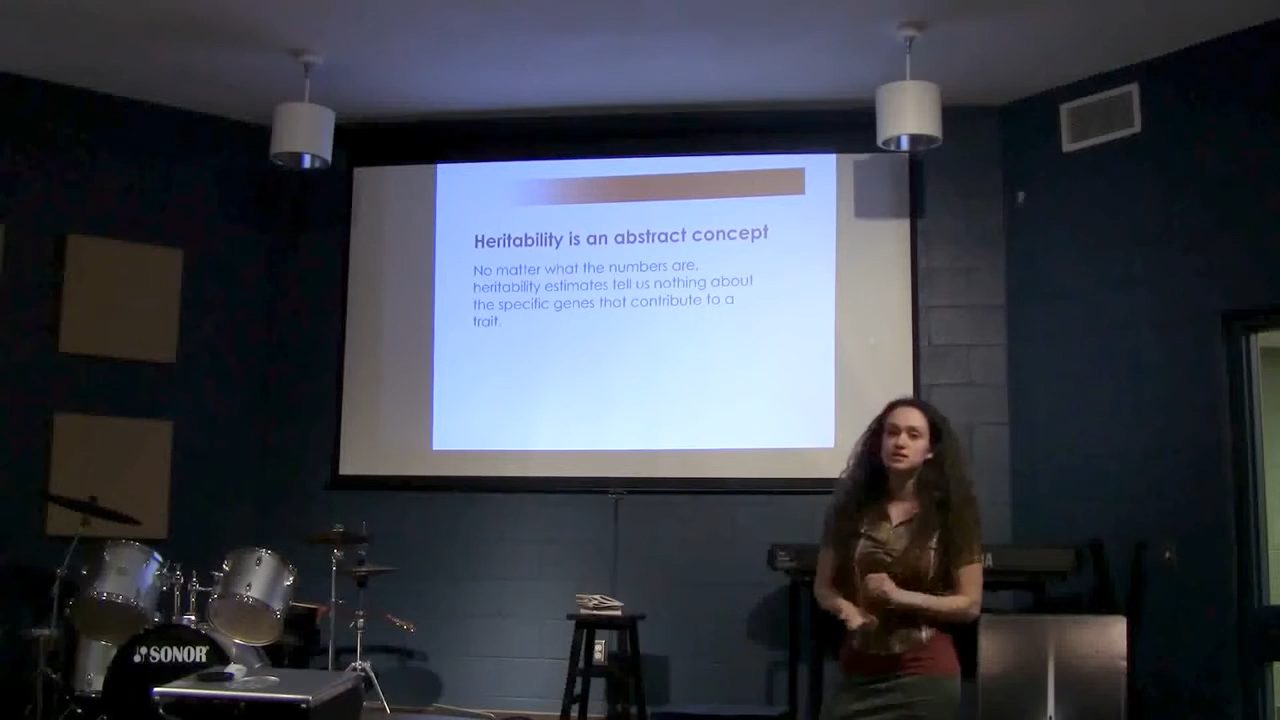 Heritability is an abstract concept
No matter what the numbers are,
heritability estimates tell us nothing about
the specific genes that contribute to a
trait.
SONOR